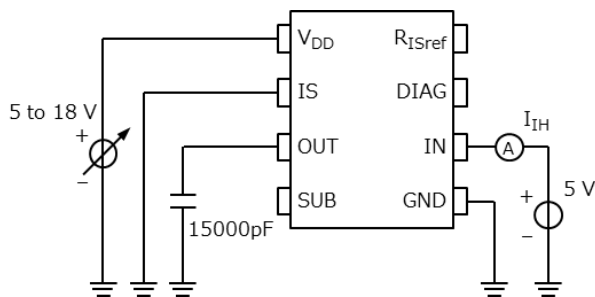 VDD RISref
IS DIAG
5 to 18 V
IIH
+
OUT IN A
−
+ 5 V
SUB GND
15000pF
−